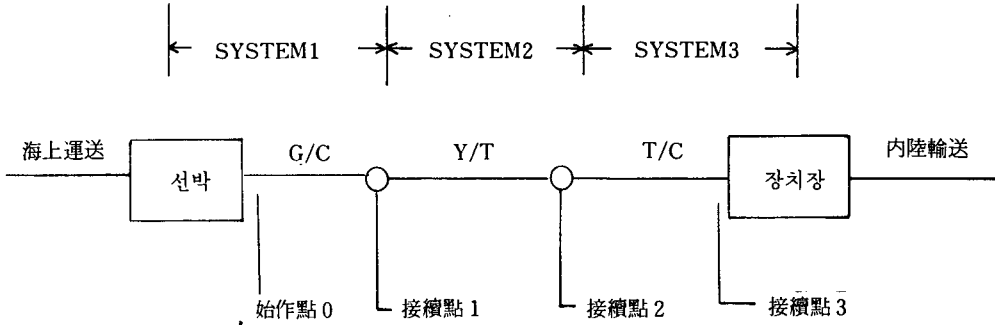 SYSTEM1 SYSTEM2 SYSTEM3
海上運送 선박 G/C Y/T T/C 장치장 内陸輸送
始作點 0 接續點 1 接續點 2 接續點 3